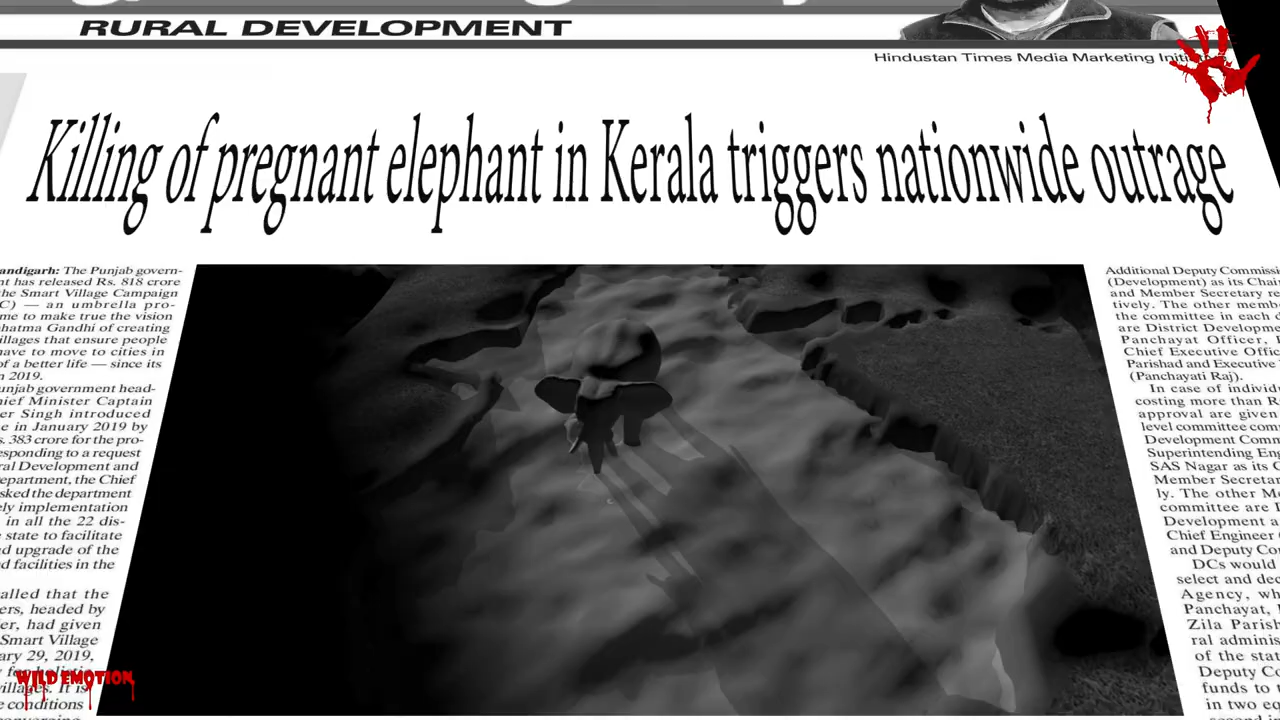 RURAL DEVELOPMENT
Hindustan Times Media Marketing
Killing of pregnant elephant in Kerala triggers nationwide outrage
andigarh: The Punjab govern-
nt has released Rs. 818 crore
the Smart Village Campaign
C) — an umbrella pro-
me to make true the vision
hatma Gandhi of creating
illages that ensure people
have to move to cities in
of a better life — since its
n 2019.
unjab government head-
hief Minister Captain
er Singh introduced
e in January 2019 by
s. 383 crore for the pro-
esponding to a request
ral Development and
epartment, the Chief
sked the department
ely implementation
in all the 22 dis-
state to facilitate
d upgrade of the
d facilities in the
alled that the
ers, headed by
er, had given
Smart Village
ary 29, 2019,
WILD EMOTION
villages. It is
e conditions
Additional Deputy Commissi
(Development) as its Chai
and Member Secretary re
tively. The other memb
the committee in each d
are District Developme
Panchayat Officer,
Chief Executive Offic
Parishad and Executive
(Panchayati Raj).
In case of individ
costing more than R
approval are given
level committee com
Development Comm
Superintending Eng
SAS Nagar as its C
Member Secretar
ly. The other M
committee are
Development a
Chief Engineer
and Deputy Co
DCs would
select and dec
Agency, wh
Panchayat,
Zila Parish
ral adminis
of the stat
Deputy Co
funds to t
in two eq